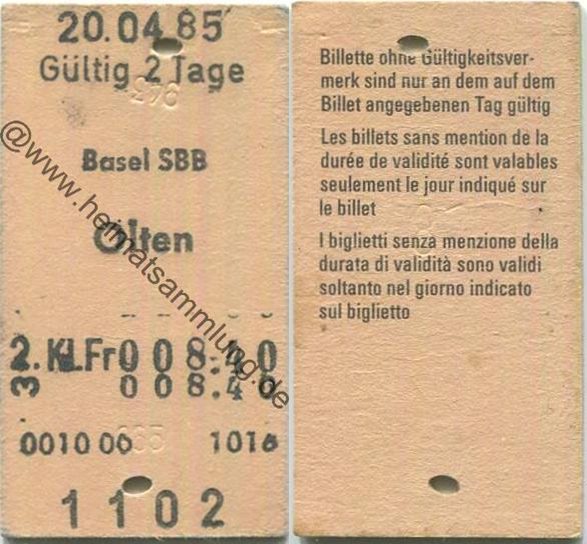 20.04.85
Gültig 2 Tage
Basel SBB
Olten
2. Kl. Fr 008.40
3 008.40
0010 00 1016
1102
@www.heimatsammlung.de
Billette ohne Gültigkeitsver-
merk sind nur an dem auf dem
Billet angegebenen Tag gültig
Les billets sans mention de la
durée de validité sont valables
seulement le jour indiqué sur
le billet
I biglietti senza menzione della
durata di validità sono validi
soltanto nel giorno indicato
sul biglietto